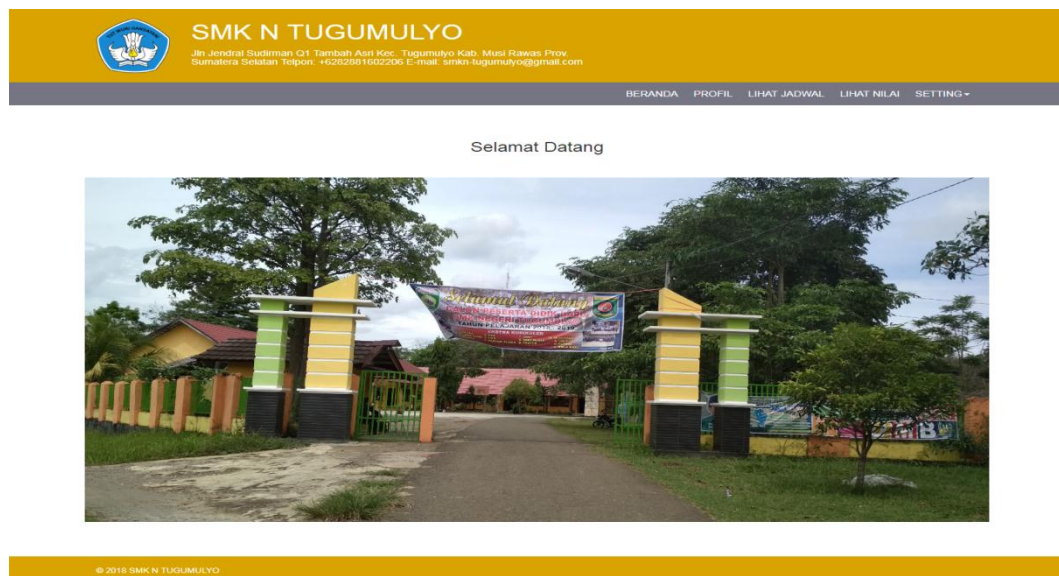 SMK N TUGUMULYO
Jln Jendral Sudirman Q1 Tambah Asri Kec. Tugumulyo Kab. Musi Rawas Prov.
Sumatera Selatan Telpon: +6282881602206 E-mail: smkn-tugumulyo@gmail.com
BERANDA PROFIL LIHAT JADWAL LIHAT NILAI SETTING
Selamat Datang
Selamat Datang
PESERTA DIDIK
TAHUN PELAJARAN
© 2018 SMK N TUGUMULYO